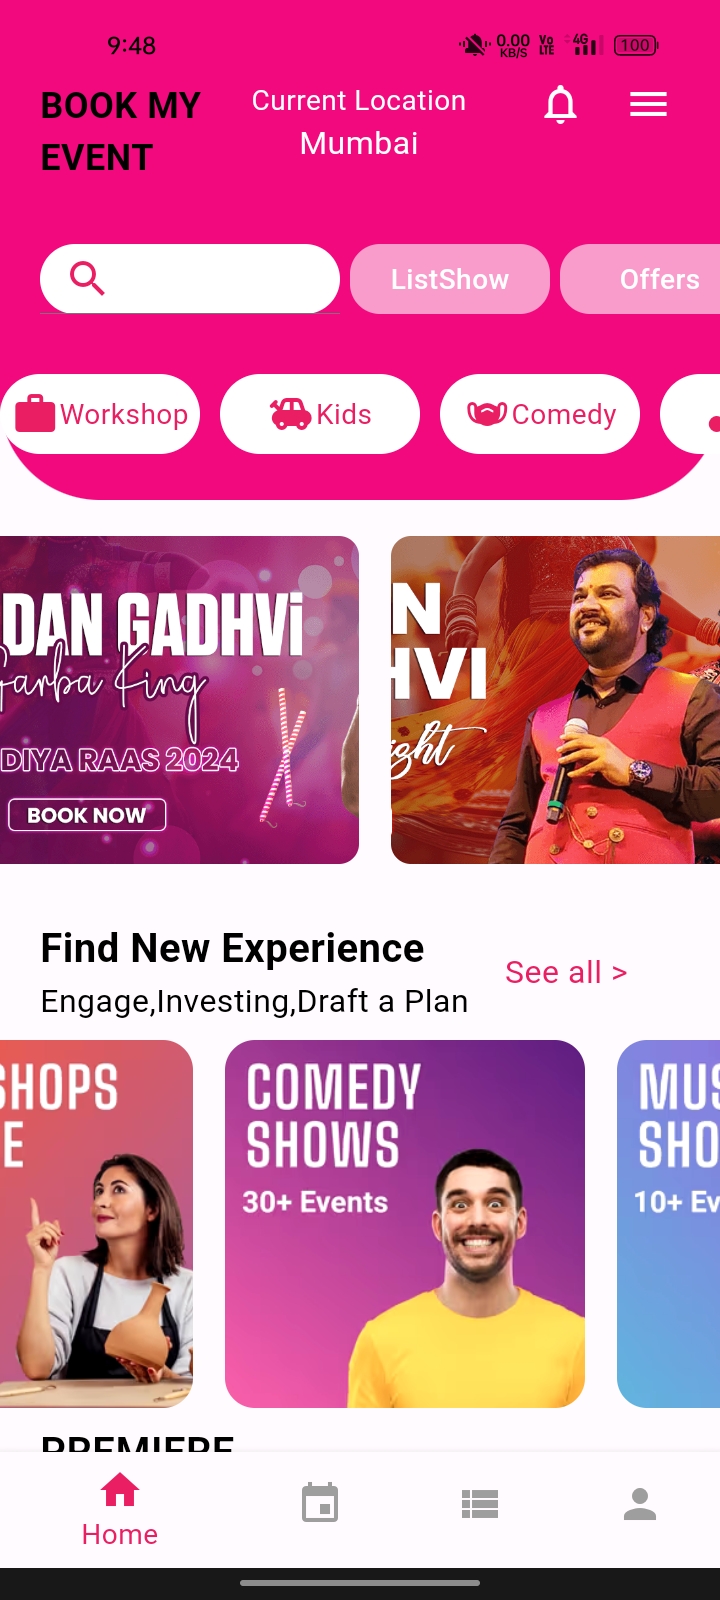 9:48
0.00 KB/S
Vo LTE
4G
100
BOOK MY
EVENT
Current Location
Mumbai
ListShow
Offers
Workshop
Kids
Comedy
DAN GADHVi
Garba King
DIYA RAAS 2024
BOOK NOW
N
HVI
ight
Find New Experience
Engage,Investing,Draft a Plan
See all >
SHOPS
E
COMEDY
SHOWS
30+ Events
MUS
SHO
10+ Ev
PREMIERE
Home